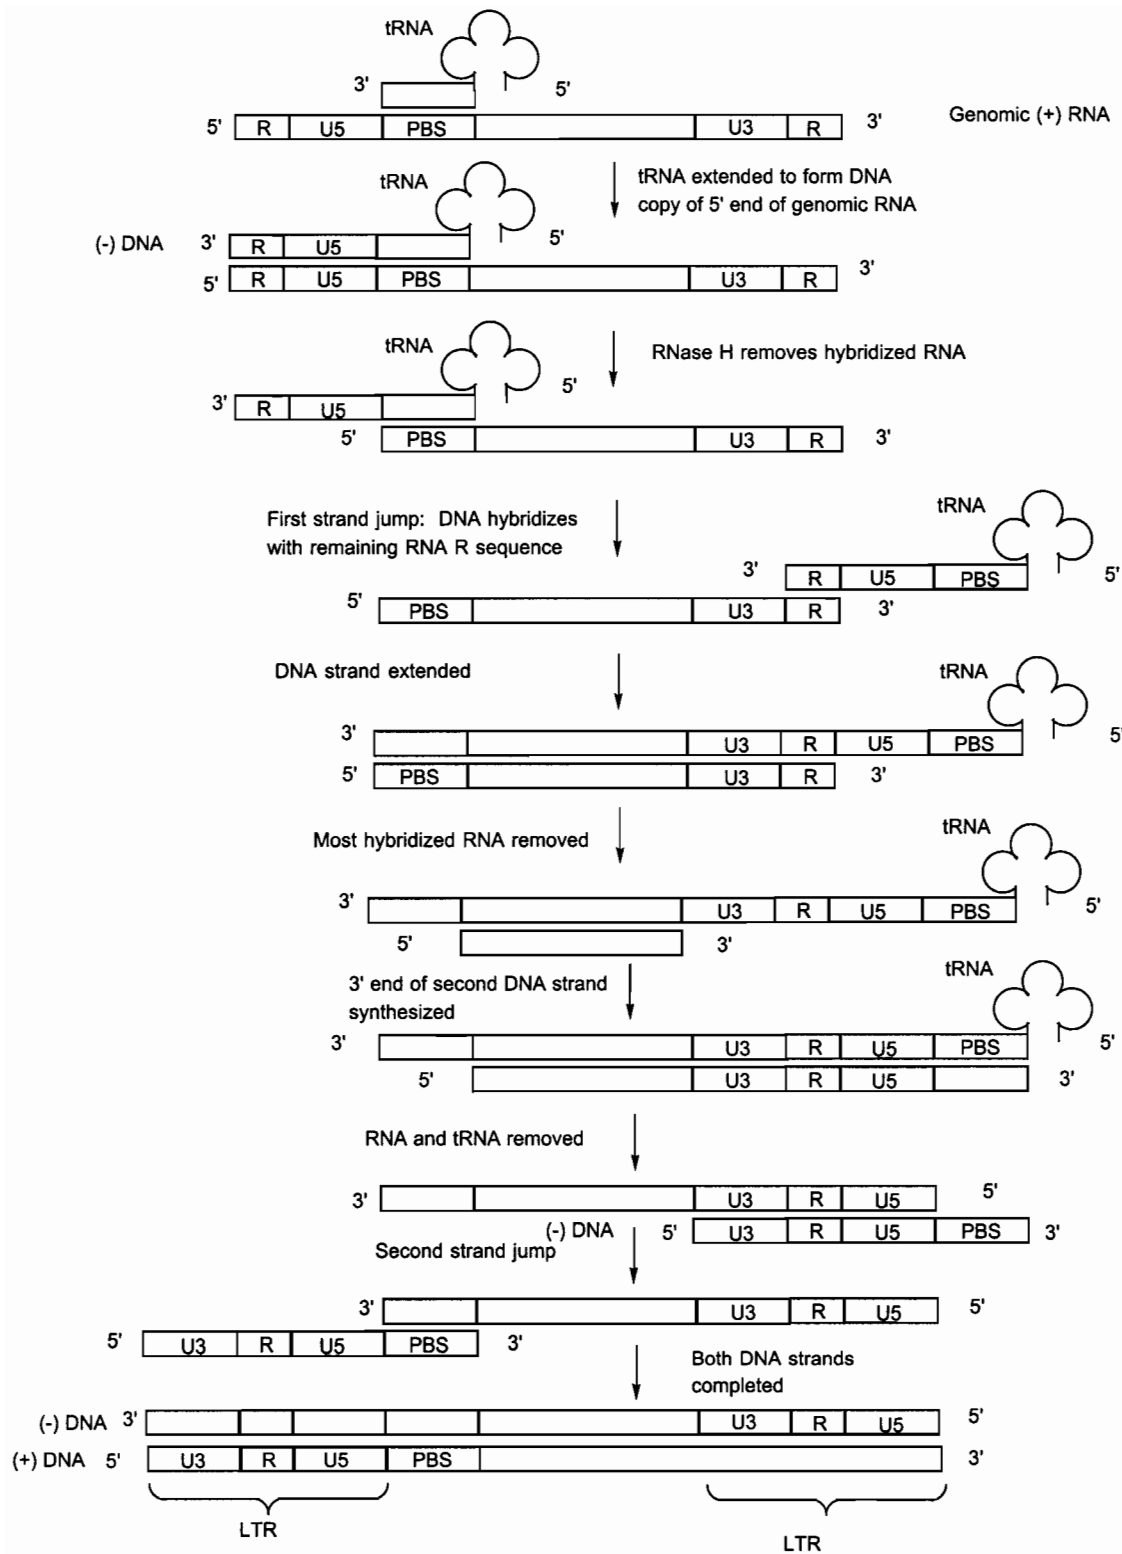 tRNA
3' 5'
5' R U5 PBS U3 R 3' Genomic (+) RNA
tRNA
tRNA extended to form DNA
copy of 5' end of genomic RNA
(-) DNA 3' R U5 5'
5' R U5 PBS U3 R 3'
tRNA
RNase H removes hybridized RNA
3' R U5 5'
5' PBS U3 R 3'
tRNA
First strand jump: DNA hybridizes
with remaining RNA R sequence
3' R U5 PBS 5'
5' PBS U3 R 3'
DNA strand extended
tRNA
3' U3 R U5 PBS 5'
5' PBS U3 R 3'
Most hybridized RNA removed
tRNA
3' U3 R U5 PBS 5'
5' 3'
tRNA
3' end of second DNA strand
synthesized
3' U3 R U5 PBS 5'
5' U3 R U5 3'
RNA and tRNA removed
3' U3 R U5 5'
(-) DNA 5' U3 R U5 PBS 3'
Second strand jump
3' U3 R U5 5'
5' U3 R U5 PBS 3'
Both DNA strands
completed
(-) DNA 3' U3 R U5 5'
(+) DNA 5' U3 R U5 PBS 3'
LTR LTR